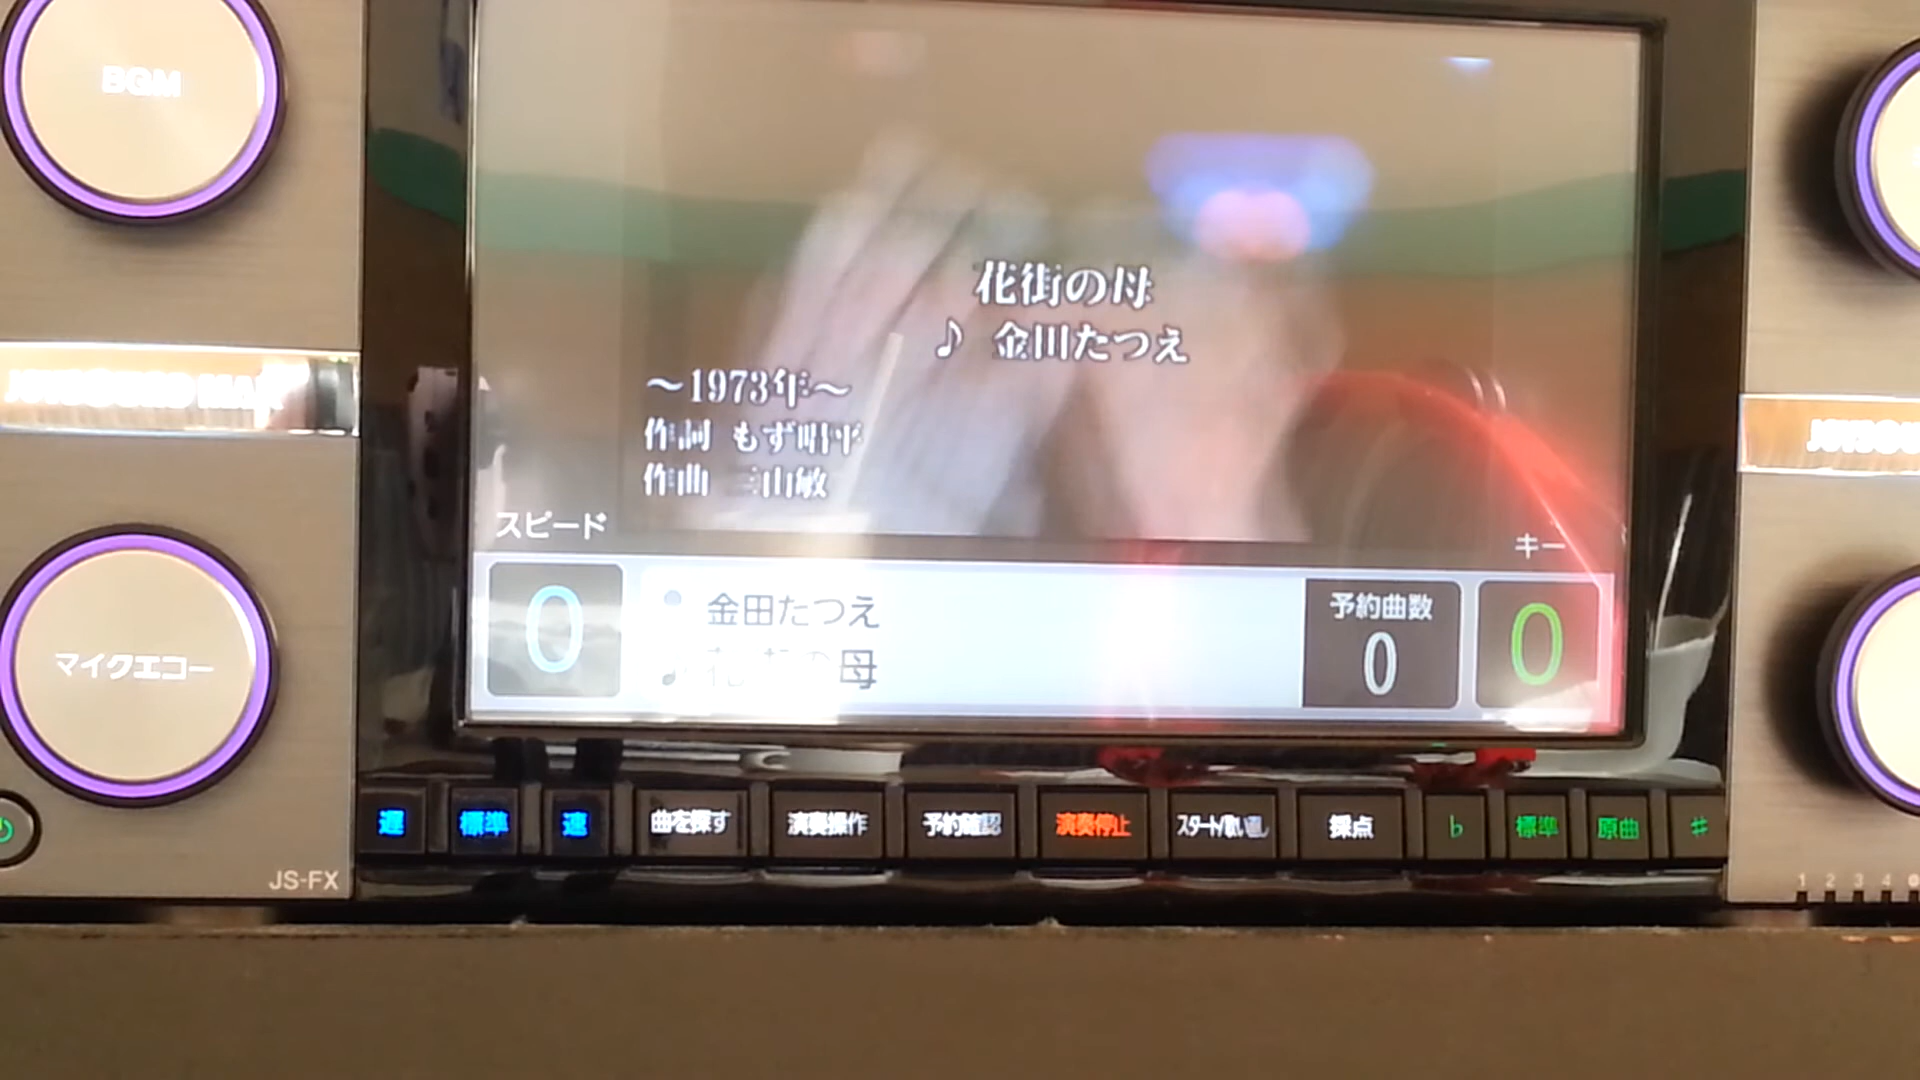 BGM
花街の母
♪ 金田たつえ
～1973年～
作詞 もず唱平
作曲 三山敏
スピード
キー
0
金田たつえ
母
予約曲数
0
0
マイクエコー
遅
標準
速
曲を探す
演奏操作
予約確認
演奏停止
スタート/歌い直し
採点
♭
標準
原曲
♯
JS-FX
1 2 3 4